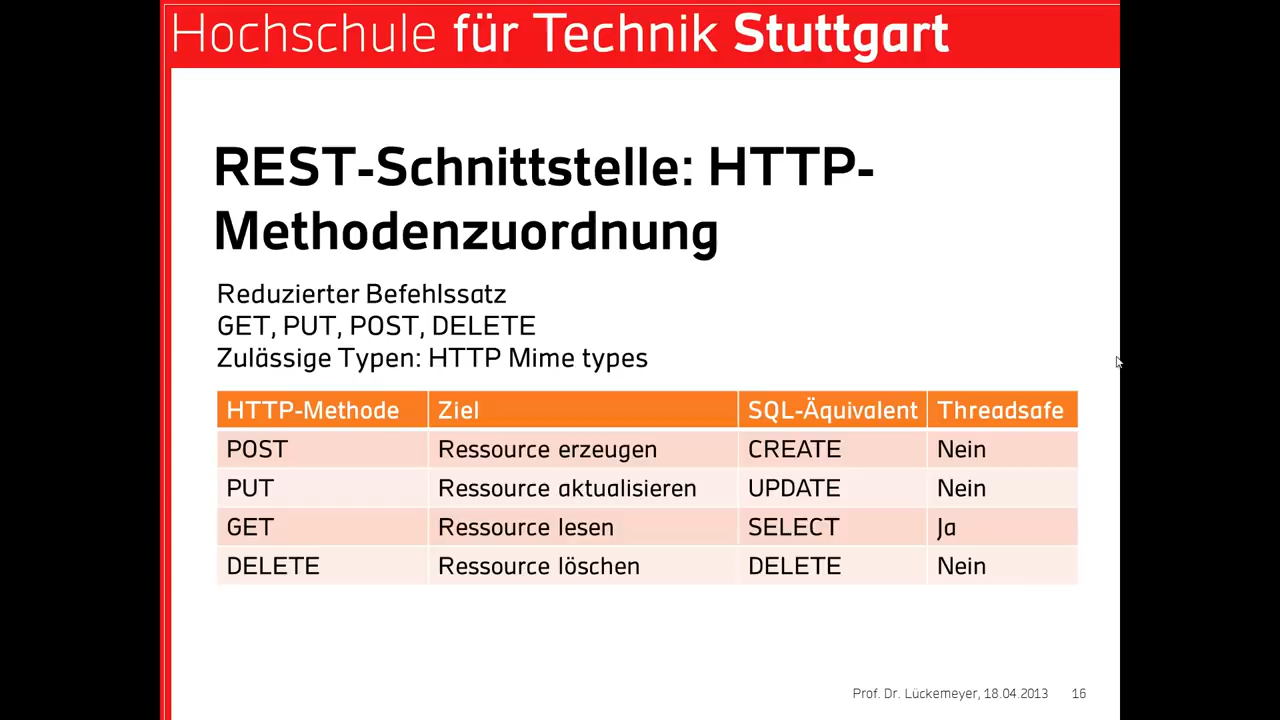 Hochschule für Technik Stuttgart
REST-Schnittstelle: HTTP-
Methodenzuordnung
Reduzierter Befehlssatz
GET, PUT, POST, DELETE
Zulässige Typen: HTTP Mime types
HTTP-Methode Ziel SQL-Äquivalent Threadsafe
POST Ressource erzeugen CREATE Nein
PUT Ressource aktualisieren UPDATE Nein
GET Ressource lesen SELECT Ja
DELETE Ressource löschen DELETE Nein
Prof. Dr. Lückemeyer, 18.04.2013 16